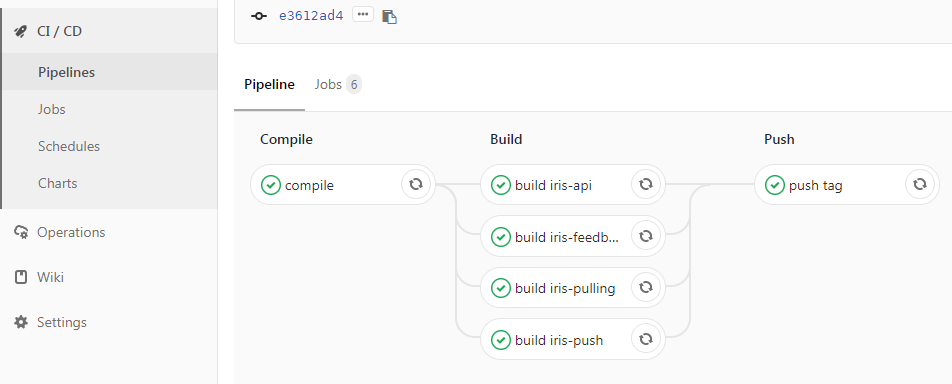 CI / CD
Pipelines
Jobs
Schedules
Charts
Operations
Wiki
Settings
e3612ad4
Pipeline Jobs 6
Compile Build Push
compile build iris-api push tag
build iris-feedb...
build iris-pulling
build iris-push